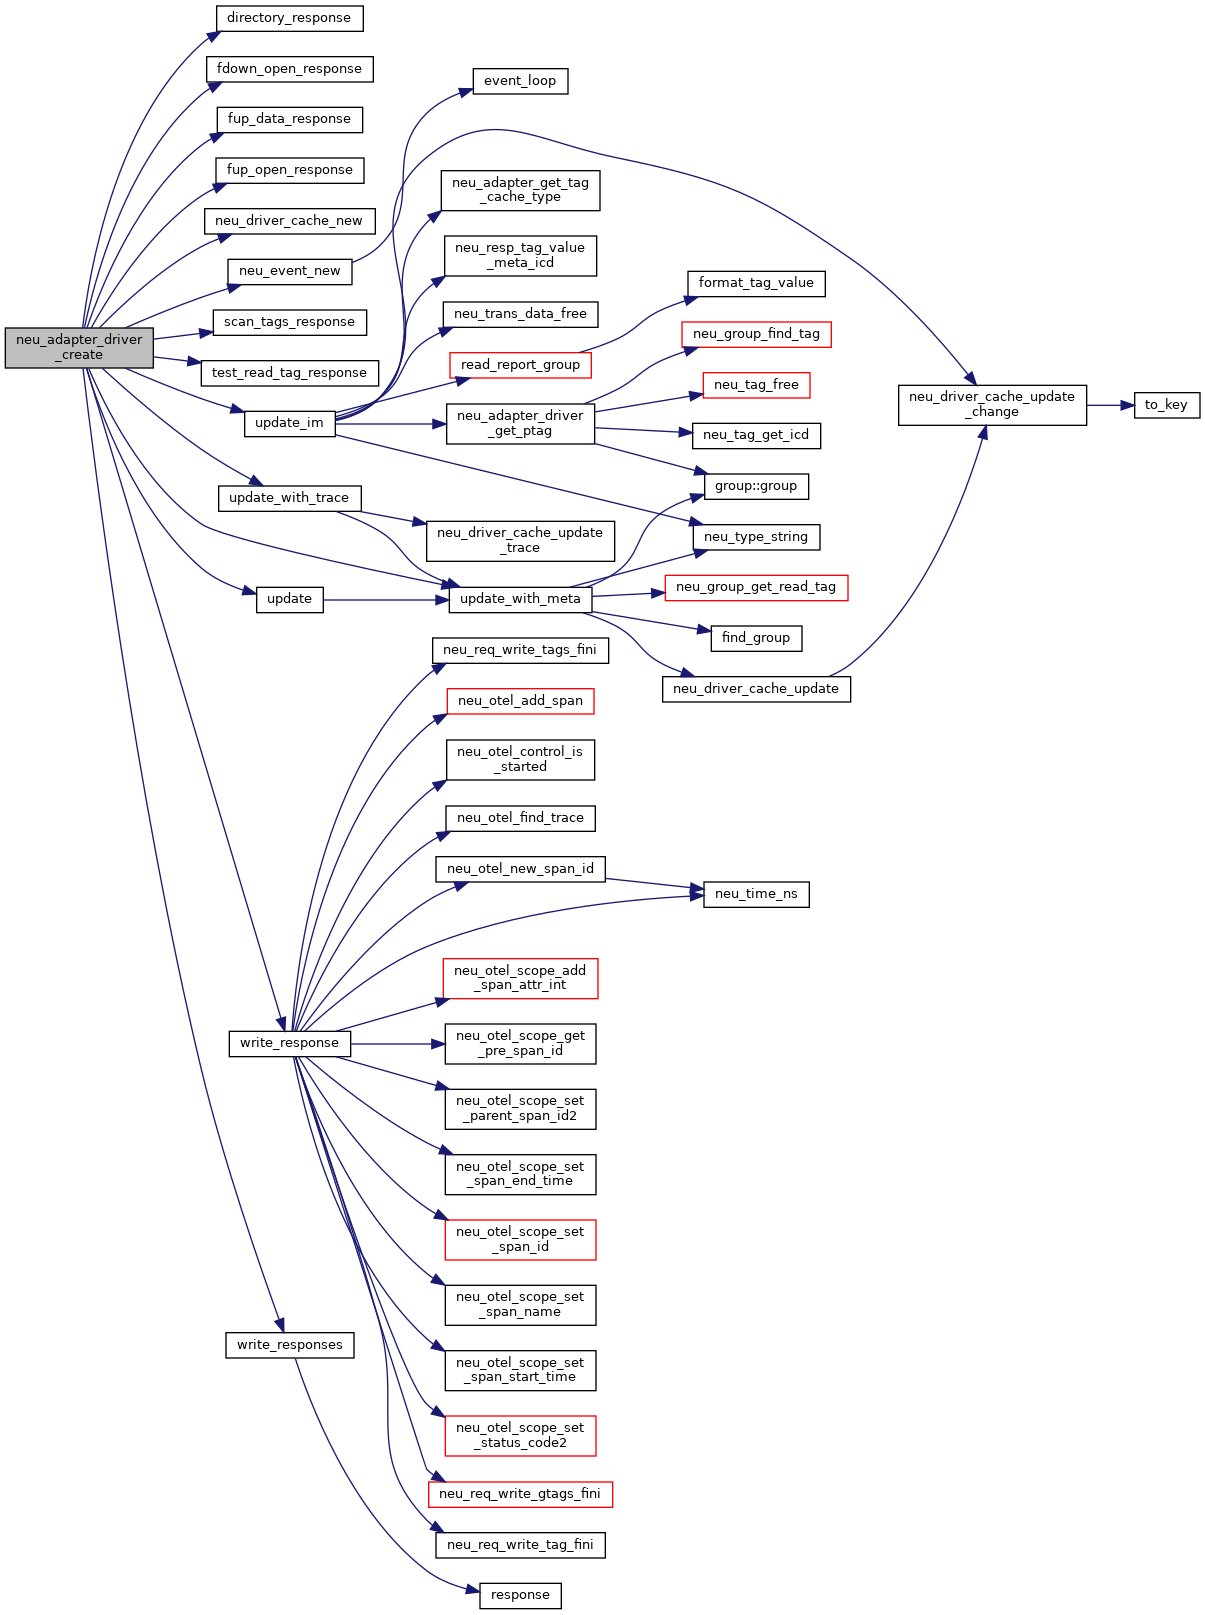 directory_response
fdown_open_response
fup_data_response
fup_open_response
neu_driver_cache_new
neu_event_new
scan_tags_response
neu_adapter_driver
_create
test_read_tag_response
update_im
update_with_trace
update
write_response
write_responses
event_loop
neu_adapter_get_tag
_cache_type
neu_resp_tag_value
_meta_icd
neu_trans_data_free
read_report_group
neu_adapter_driver
_get_ptag
neu_driver_cache_update
_trace
update_with_meta
neu_req_write_tags_fini
neu_otel_add_span
neu_otel_control_is
_started
neu_otel_find_trace
neu_otel_new_span_id
neu_otel_scope_add
_span_attr_int
neu_otel_scope_get
_pre_span_id
neu_otel_scope_set
_parent_span_id2
neu_otel_scope_set
_span_end_time
neu_otel_scope_set
_span_id
neu_otel_scope_set
_span_name
neu_otel_scope_set
_span_start_time
neu_otel_scope_set
_status_code2
neu_req_write_gtags_fini
neu_req_write_tag_fini
response
format_tag_value
neu_group_find_tag
neu_tag_free
neu_tag_get_icd
group::group
neu_type_string
neu_group_get_read_tag
find_group
neu_driver_cache_update
neu_time_ns
neu_driver_cache_update
_change
to_key